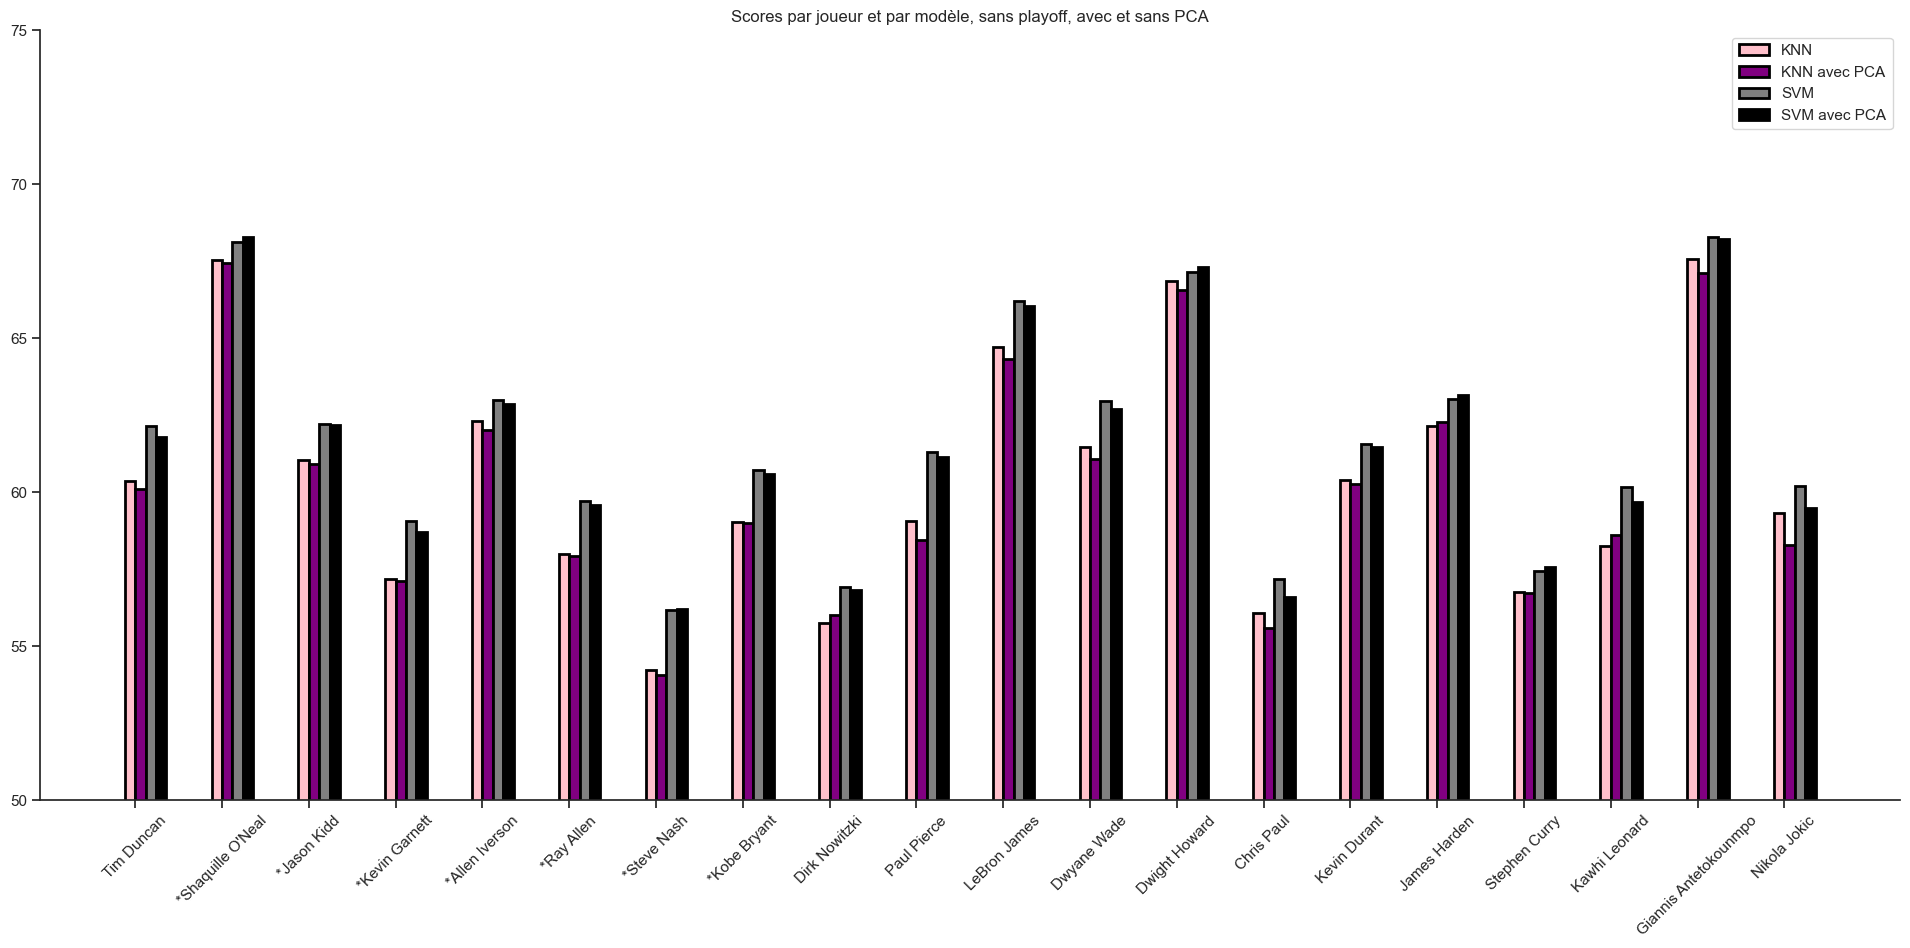 Scores par joueur et par modèle, sans playoff, avec et sans PCA
75
70
65
60
55
50
KNN
KNN avec PCA
SVM
SVM avec PCA
Tim Duncan
*Shaquille O'Neal
*Jason Kidd
*Kevin Garnett
*Allen Iverson
*Ray Allen
*Steve Nash
*Kobe Bryant
Dirk Nowitzki
Paul Pierce
LeBron James
Dwyane Wade
Dwight Howard
Chris Paul
Kevin Durant
James Harden
Stephen Curry
Kawhi Leonard
Giannis Antetokounmpo
Nikola Jokic